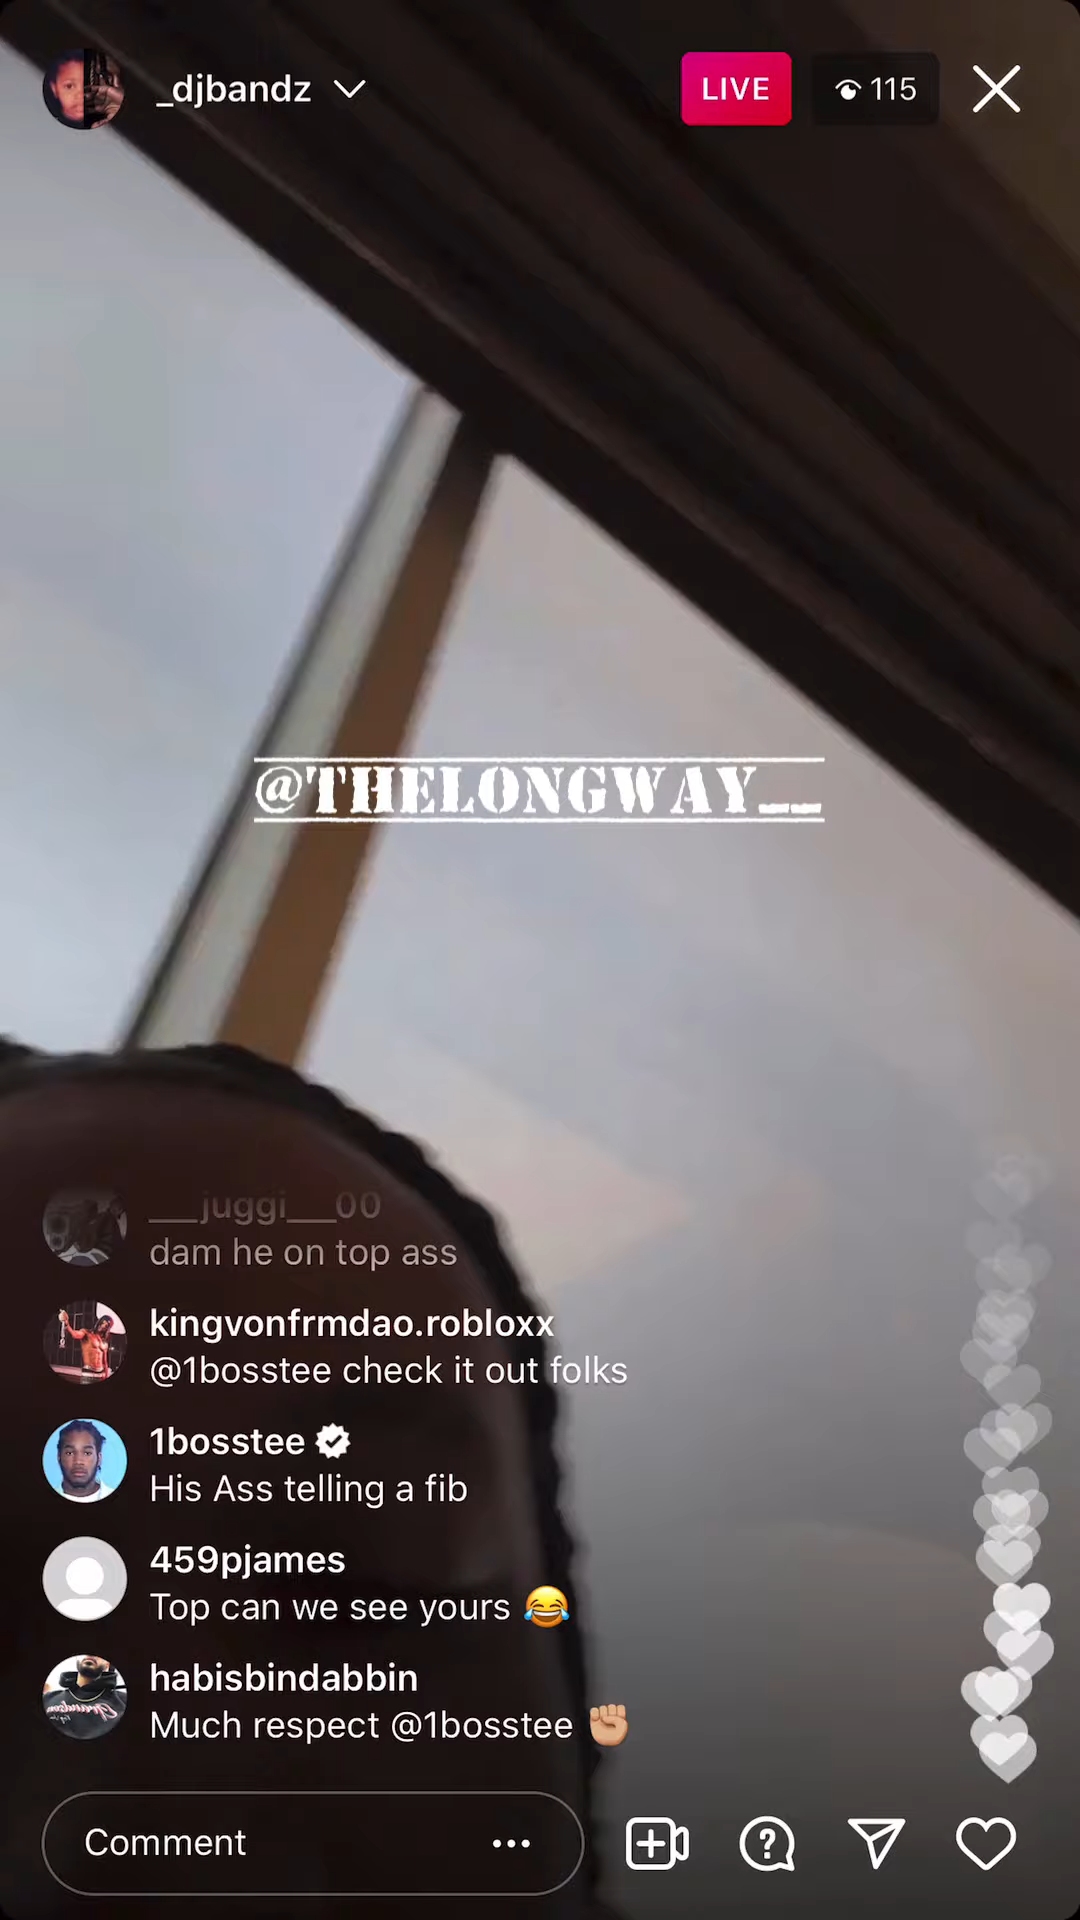 _djbandz
LIVE
115
@THELONGWAY__
___juggi___00
dam he on top ass
kingvonfrmdao.robloxx
@1bosstee check it out folks
1bosstee
His Ass telling a fib
459pjames
Top can we see yours 😂
habisbindabbin
Much respect @1bosstee ✊🏼
Comment